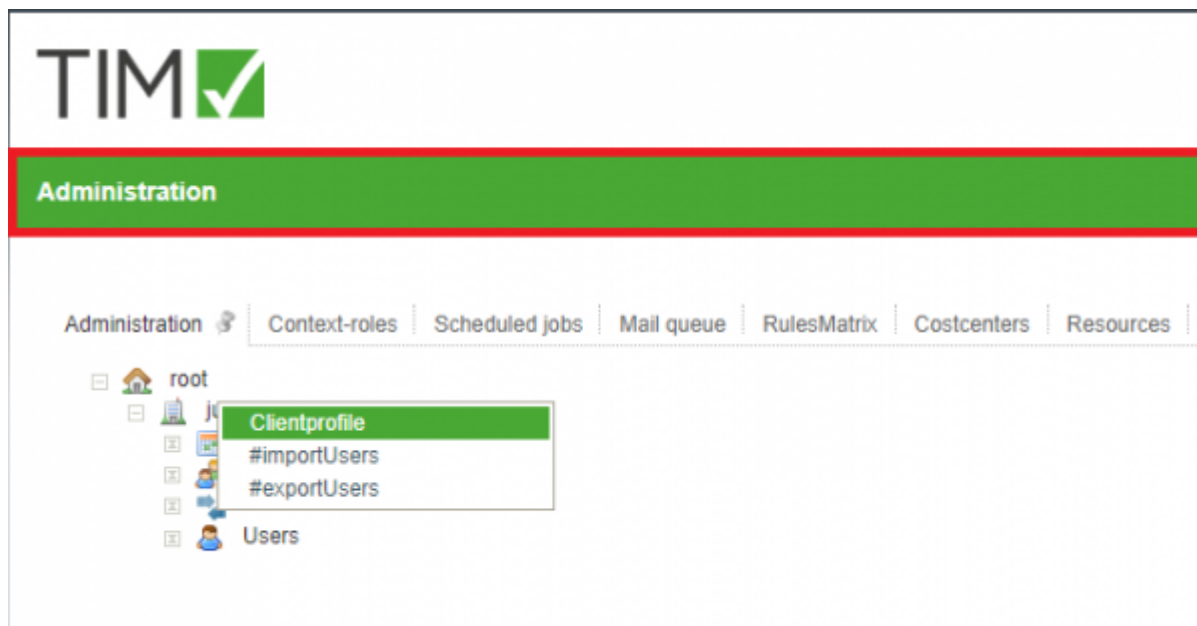 TIM
Administration
Administration Context-roles Scheduled jobs Mail queue RulesMatrix Costcenters Resources
root
Clientprofile
#importUsers
#exportUsers
Users